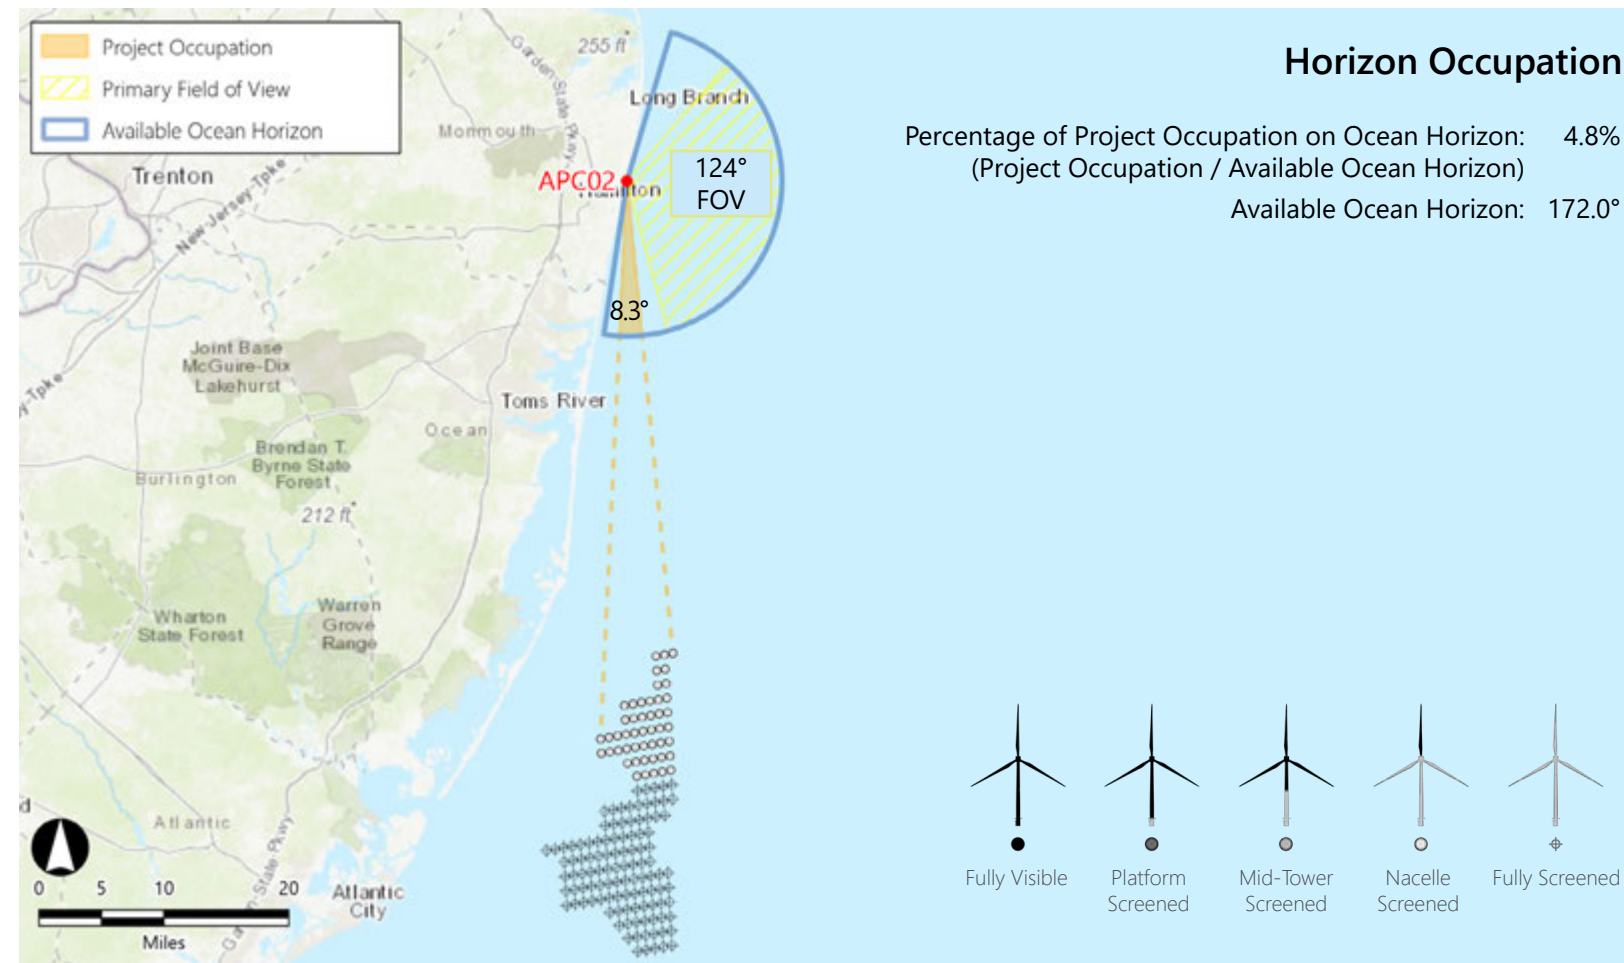 Project Occupation
Primary Field of View
Available Ocean Horizon
Horizon Occupation
Percentage of Project Occupation on Ocean Horizon: 4.8%
(Project Occupation / Available Ocean Horizon)
Available Ocean Horizon: 172.0°
Garden State Pkwy
255 ft
Long Branch
Monmouth
Trenton
New-Jersey-Tpke
APC02
124°
FOV
8.3°
Joint Base
McGuire-Dix
Lakehurst
y-Tpke
Toms River
Ocean
Brendan T.
Byrne State
Forest
Burlington
212 ft
Warren
Grove
Range
Wharton
State Forest
d
Atlantic
Atlantic
City
0 5 10 20
Miles
Fully Visible
Platform
Screened
Mid-Tower
Screened
Nacelle
Screened
Fully Screened